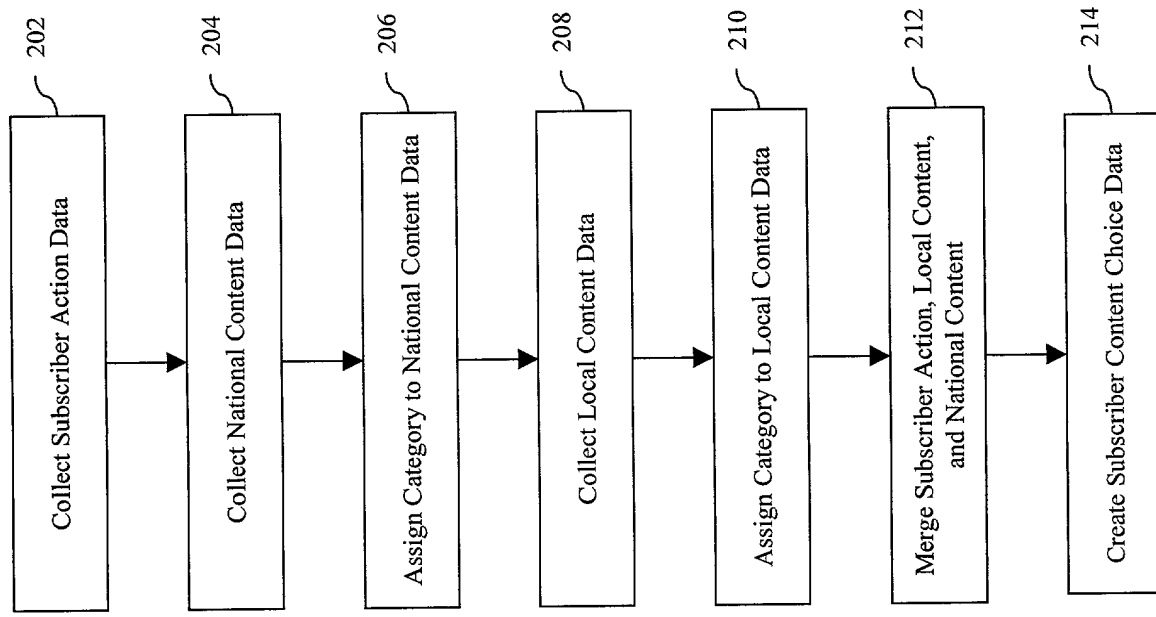 202
Collect Subscriber Action Data
204
Collect National Content Data
206
Assign Category to National Content Data
208
Collect Local Content Data
210
Assign Category to Local Content Data
212
Merge Subscriber Action, Local Content,
and National Content
214
Create Subscriber Content Choice Data